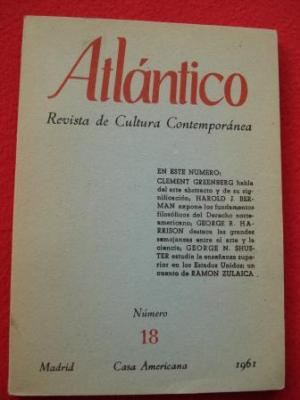 Atlántico
Revista de Cultura Contemporánea
EN ESTE NUMERO:
CLEMENT GREENBERG habla
del arte abstracto y de su sig-
nificación, HAROLD J. BER-
MAN expone los fundamentos
filosóficos del Derecho norte-
americano; GEORGE R. HA-
RRISON destaca las grandes
semejanzas entre el arte y la
ciencia; GEORGE N. SHUS-
TER estudia la enseñanza supe-
rior en los Estados Unidos; un
cuento de RAMON ZULAICA.
Número
18
Madrid Casa Americana 1961